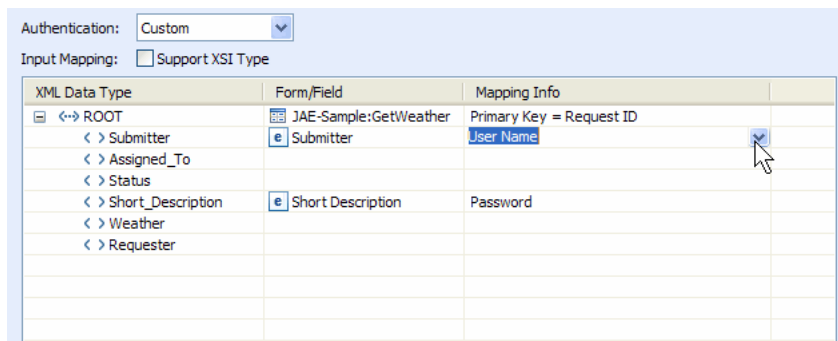 Authentication: Custom
Input Mapping: Support XSI Type
XML Data Type Form/Field Mapping Info
ROOT JAE-Sample:GetWeather Primary Key = Request ID
Submitter e Submitter User Name
Assigned_To
Status
Short_Description e Short Description Password
Weather
Requester